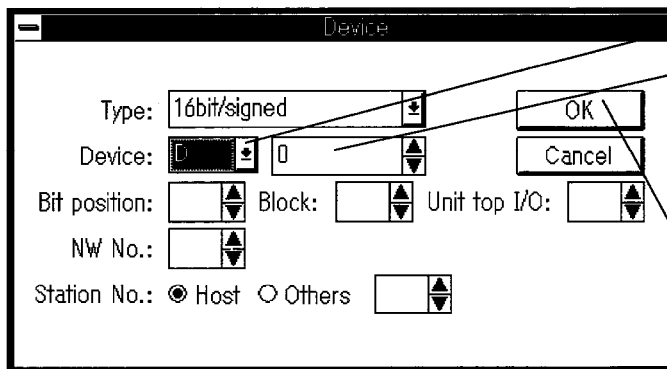 Device
Type: 16bit/signed OK
Device: D 0 Cancel
Bit position: Block: Unit top I/O:
NW No.:
Station No.: Host Others